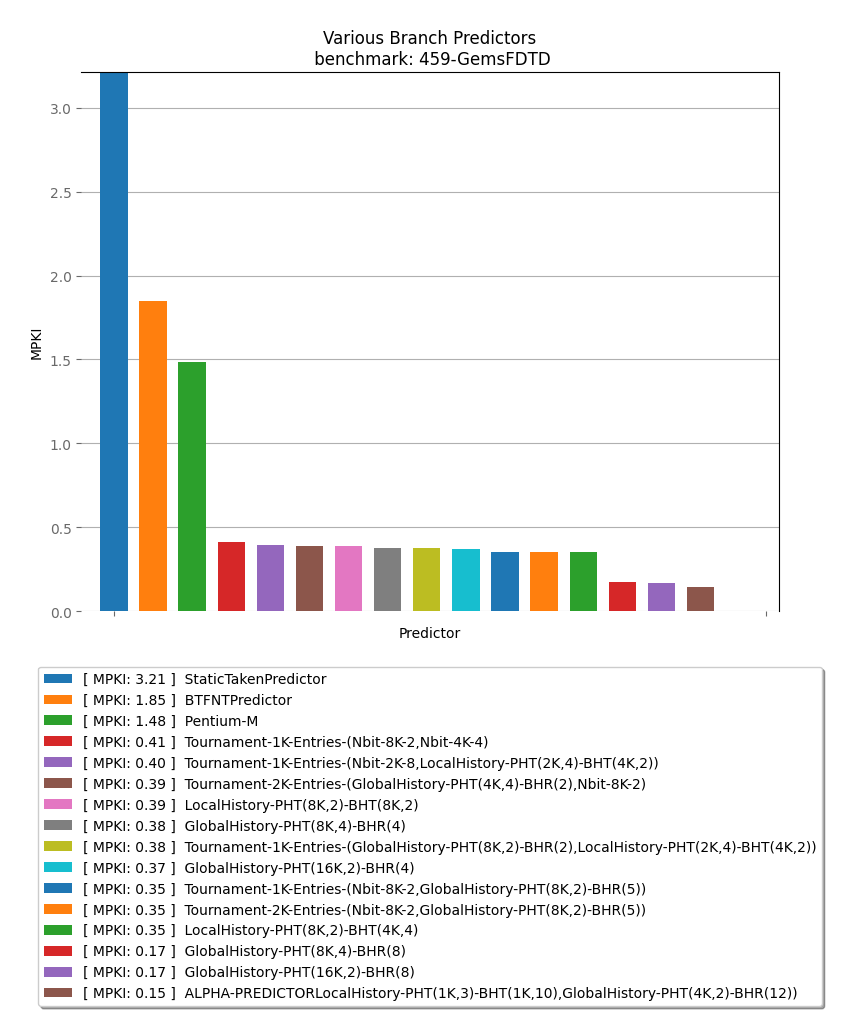 Various Branch Predictors
benchmark: 459-GemsFDTD
3.0
2.5
2.0
1.5
1.0
0.5
0.0
MPKI
Predictor
[ MPKI: 3.21 ]  StaticTakenPredictor
[ MPKI: 1.85 ]  BTFNTPredictor
[ MPKI: 1.48 ]  Pentium-M
[ MPKI: 0.41 ]  Tournament-1K-Entries-(Nbit-8K-2,Nbit-4K-4)
[ MPKI: 0.40 ]  Tournament-1K-Entries-(Nbit-2K-8,LocalHistory-PHT(2K,4)-BHT(4K,2))
[ MPKI: 0.39 ]  Tournament-2K-Entries-(GlobalHistory-PHT(4K,4)-BHR(2),Nbit-8K-2)
[ MPKI: 0.39 ]  LocalHistory-PHT(8K,2)-BHT(8K,2)
[ MPKI: 0.38 ]  GlobalHistory-PHT(8K,4)-BHR(4)
[ MPKI: 0.38 ]  Tournament-1K-Entries-(GlobalHistory-PHT(8K,2)-BHR(2),LocalHistory-PHT(2K,4)-BHT(4K,2))
[ MPKI: 0.37 ]  GlobalHistory-PHT(16K,2)-BHR(4)
[ MPKI: 0.35 ]  Tournament-1K-Entries-(Nbit-8K-2,GlobalHistory-PHT(8K,2)-BHR(5))
[ MPKI: 0.35 ]  Tournament-2K-Entries-(Nbit-8K-2,GlobalHistory-PHT(8K,2)-BHR(5))
[ MPKI: 0.35 ]  LocalHistory-PHT(8K,2)-BHT(4K,4)
[ MPKI: 0.17 ]  GlobalHistory-PHT(8K,4)-BHR(8)
[ MPKI: 0.17 ]  GlobalHistory-PHT(16K,2)-BHR(8)
[ MPKI: 0.15 ]  ALPHA-PREDICTORLocalHistory-PHT(1K,3)-BHT(1K,10),GlobalHistory-PHT(4K,2)-BHR(12))